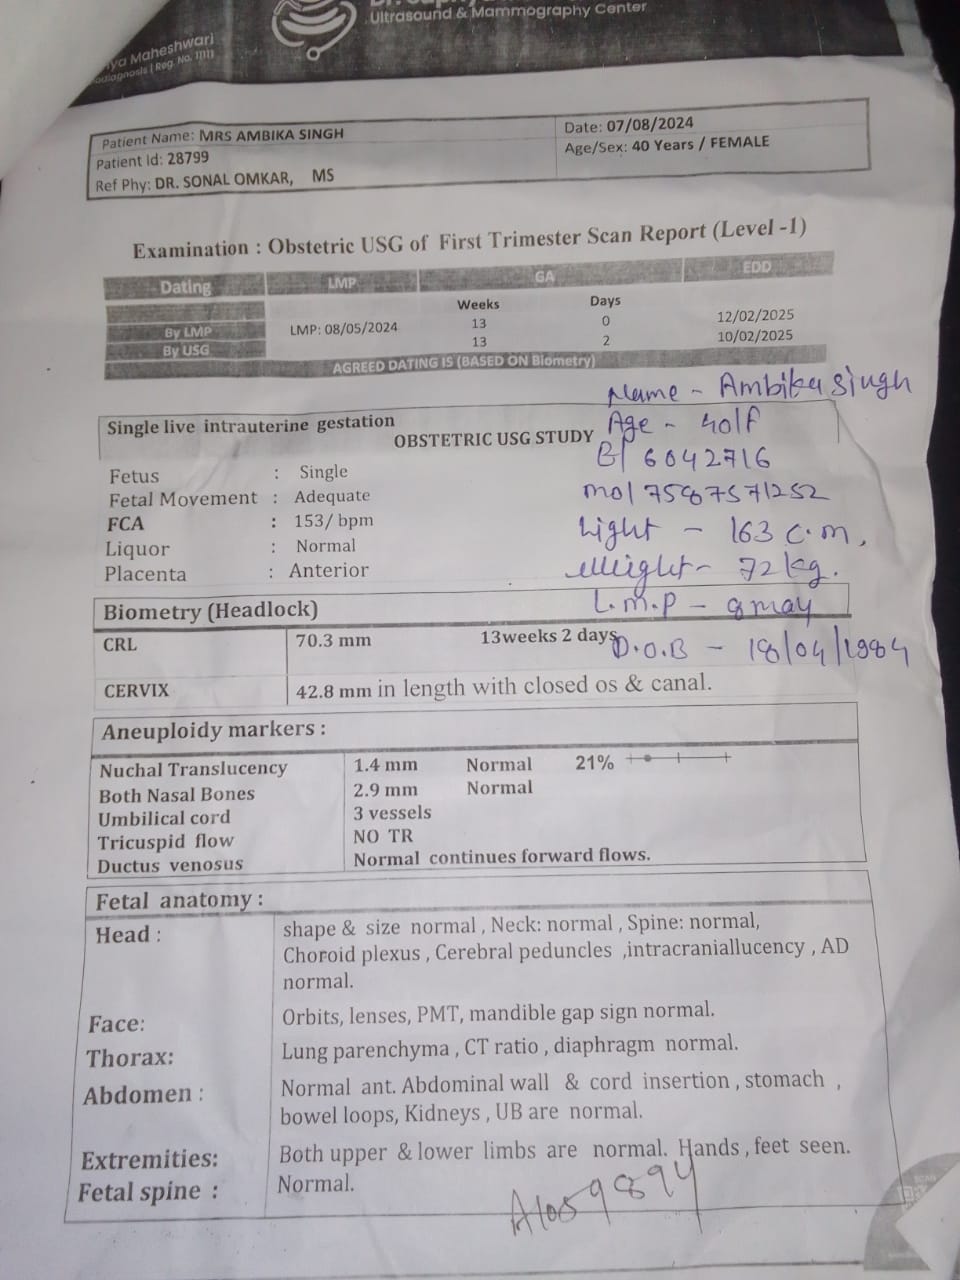 Ultrasound & Mammography Center
Maheshwari
Reg. No. 11111
Patient Name: MRS AMBIKA SINGH
Patient Id: 28799
Ref Phy: DR. SONAL OMKAR, MS
Date: 07/08/2024
Age/Sex: 40 Years / FEMALE
Examination : Obstetric USG of First Trimester Scan Report (Level -1)
Dating LMP GA EDD
Weeks Days
By LMP LMP: 08/05/2024 13 0 12/02/2025
By USG 13 2 10/02/2025
AGREED DATING IS (BASED ON Biometry)
Name - Ambika Singh
Age - 40/f
B/ 6042716
mo/ 7587571252
hight - 163 c.m.
Weight - 72 kg.
L.M.P - 8 may
D.O.B - 18/04/1984
Single live intrauterine gestation
OBSTETRIC USG STUDY
Fetus : Single
Fetal Movement : Adequate
FCA : 153/ bpm
Liquor : Normal
Placenta : Anterior
Biometry (Headlock)
CRL 70.3 mm 13weeks 2 days
CERVIX 42.8 mm in length with closed os & canal.
Aneuploidy markers :
Nuchal Translucency 1.4 mm Normal 21%
Both Nasal Bones 2.9 mm Normal
Umbilical cord 3 vessels
Tricuspid flow NO TR
Ductus venosus Normal continues forward flows.
Fetal anatomy :
Head : shape & size normal , Neck: normal , Spine: normal,
Choroid plexus , Cerebral peduncles ,intracraniallucency , AD
normal.
Face: Orbits, lenses, PMT, mandible gap sign normal.
Thorax: Lung parenchyma , CT ratio , diaphragm normal.
Abdomen : Normal ant. Abdominal wall & cord insertion , stomach ,
bowel loops, Kidneys , UB are normal.
Extremities: Both upper & lower limbs are normal. Hands , feet seen.
Fetal spine : Normal.
A1059894